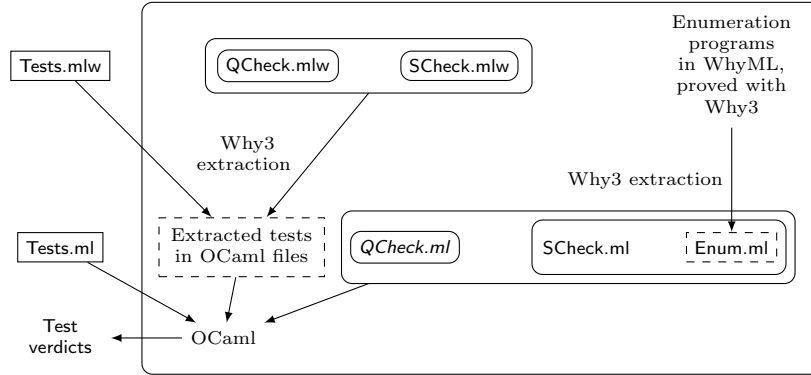 Enumeration
programs
in WhyML,
proved with
Why3
Tests.mlw
QCheck.mlw
SCheck.mlw
Why3
extraction
Why3 extraction
Extracted tests
in OCaml files
Tests.ml
QCheck.ml
SCheck.ml
Enum.ml
OCaml
Test
verdicts